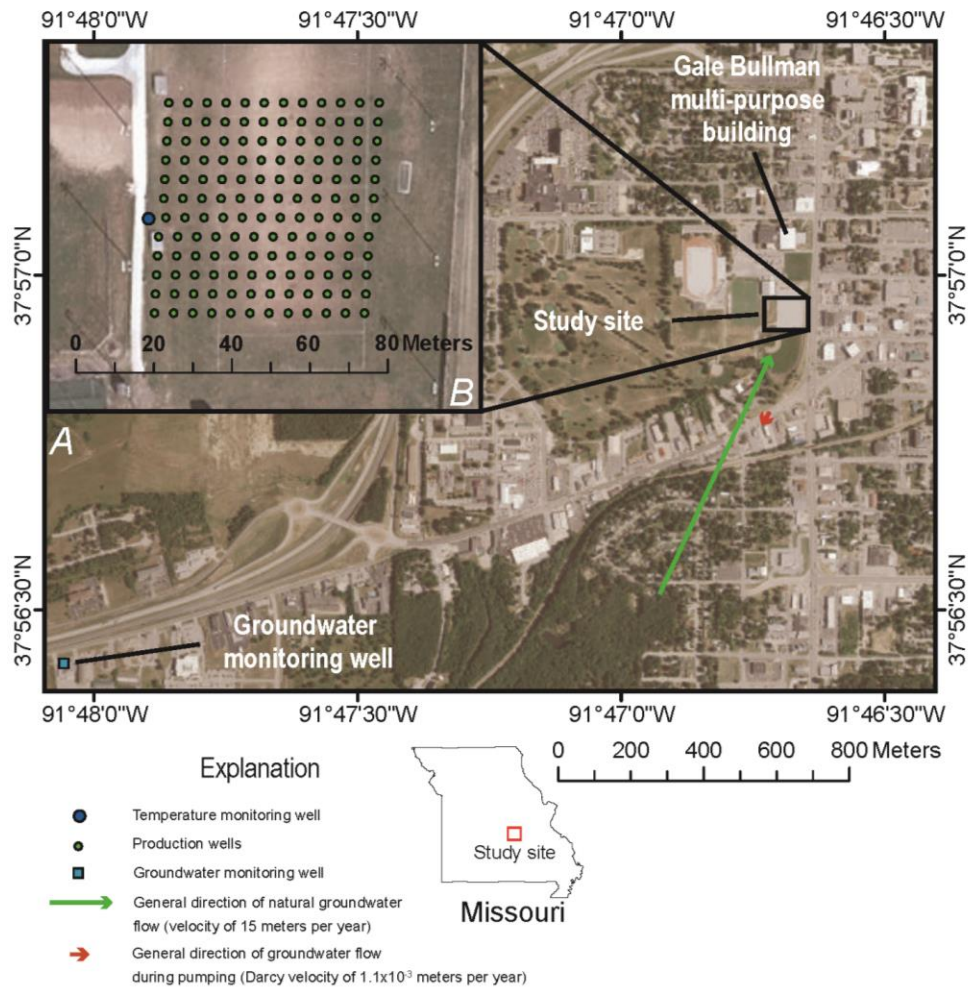 91°48'0"W 91°47'30"W 91°47'0"W 91°46'30"W
Gale Bullman
multi-purpose
building
37°57'0"N
37°57'0"N
Study site
0 20 40 60 80 Meters
B
A
37°56'30"N
37°56'30"N
Groundwater
monitoring well
91°48'0"W 91°47'30"W 91°47'0"W 91°46'30"W
0 200 400 600 800 Meters
Explanation
Temperature monitoring well
Production wells
Groundwater monitoring well
General direction of natural groundwater
flow (velocity of 15 meters per year)
General direction of groundwater flow
during pumping (Darcy velocity of 1.1x10⁻³ meters per year)
Study site
Missouri